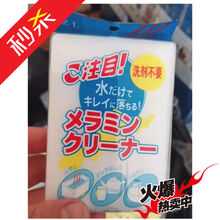 秒杀
ご注目!
洗剤不要
水だけで
キレイに落ちる!
メラミン
クリーナー
火爆
热卖中